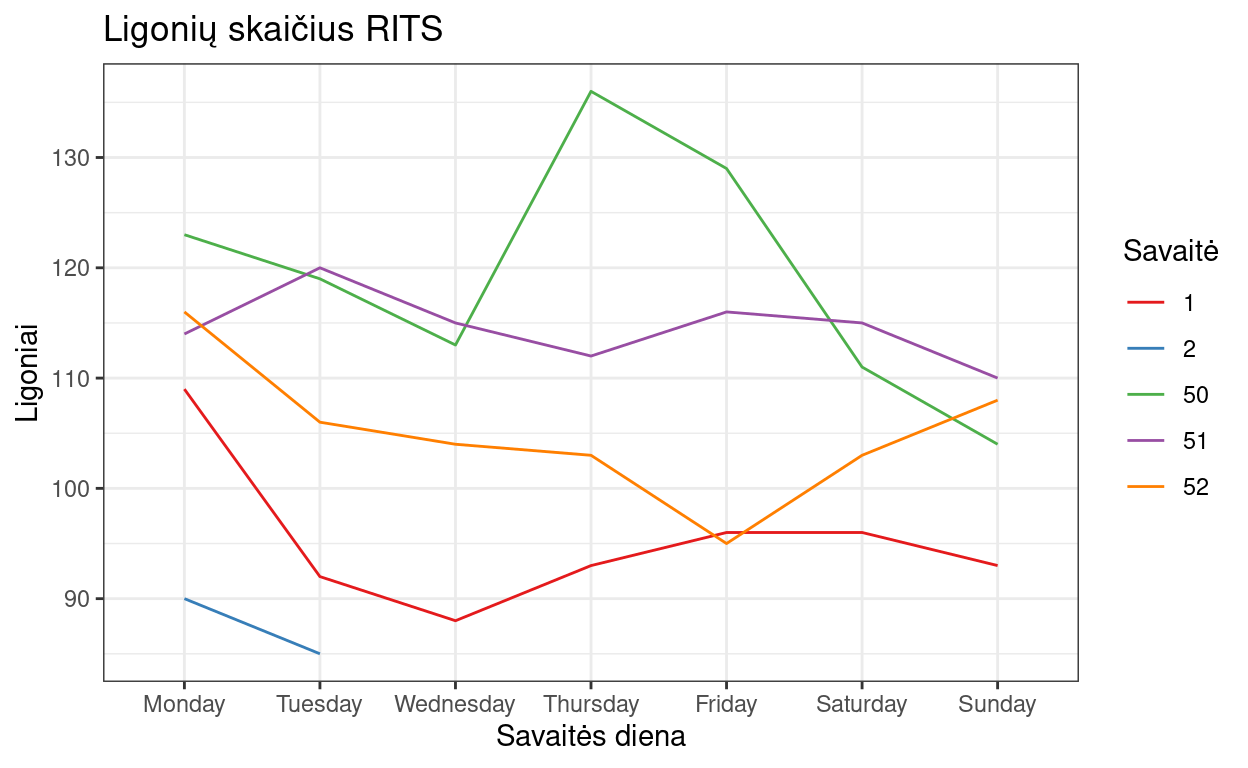 Ligonių skaičius RITS
Ligoniai
130
120
110
100
90
Monday Tuesday Wednesday Thursday Friday Saturday Sunday
Savaitės diena
Savaitė
1
2
50
51
52